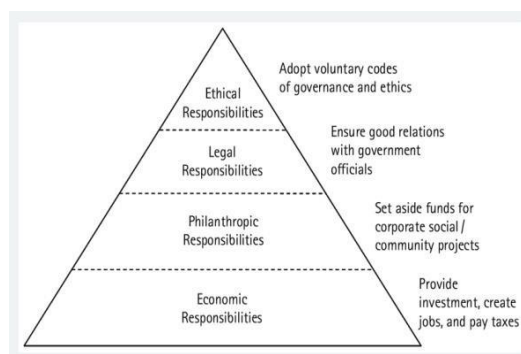 Adopt voluntary codes
of governance and ethics
Ethical
Responsibilities
Ensure good relations
with government
officials
Legal
Responsibilities
Set aside funds for
corporate social/
community projects
Philanthropic
Responsibilities
Provide
investment, create
jobs, and pay taxes
Economic
Responsibilities